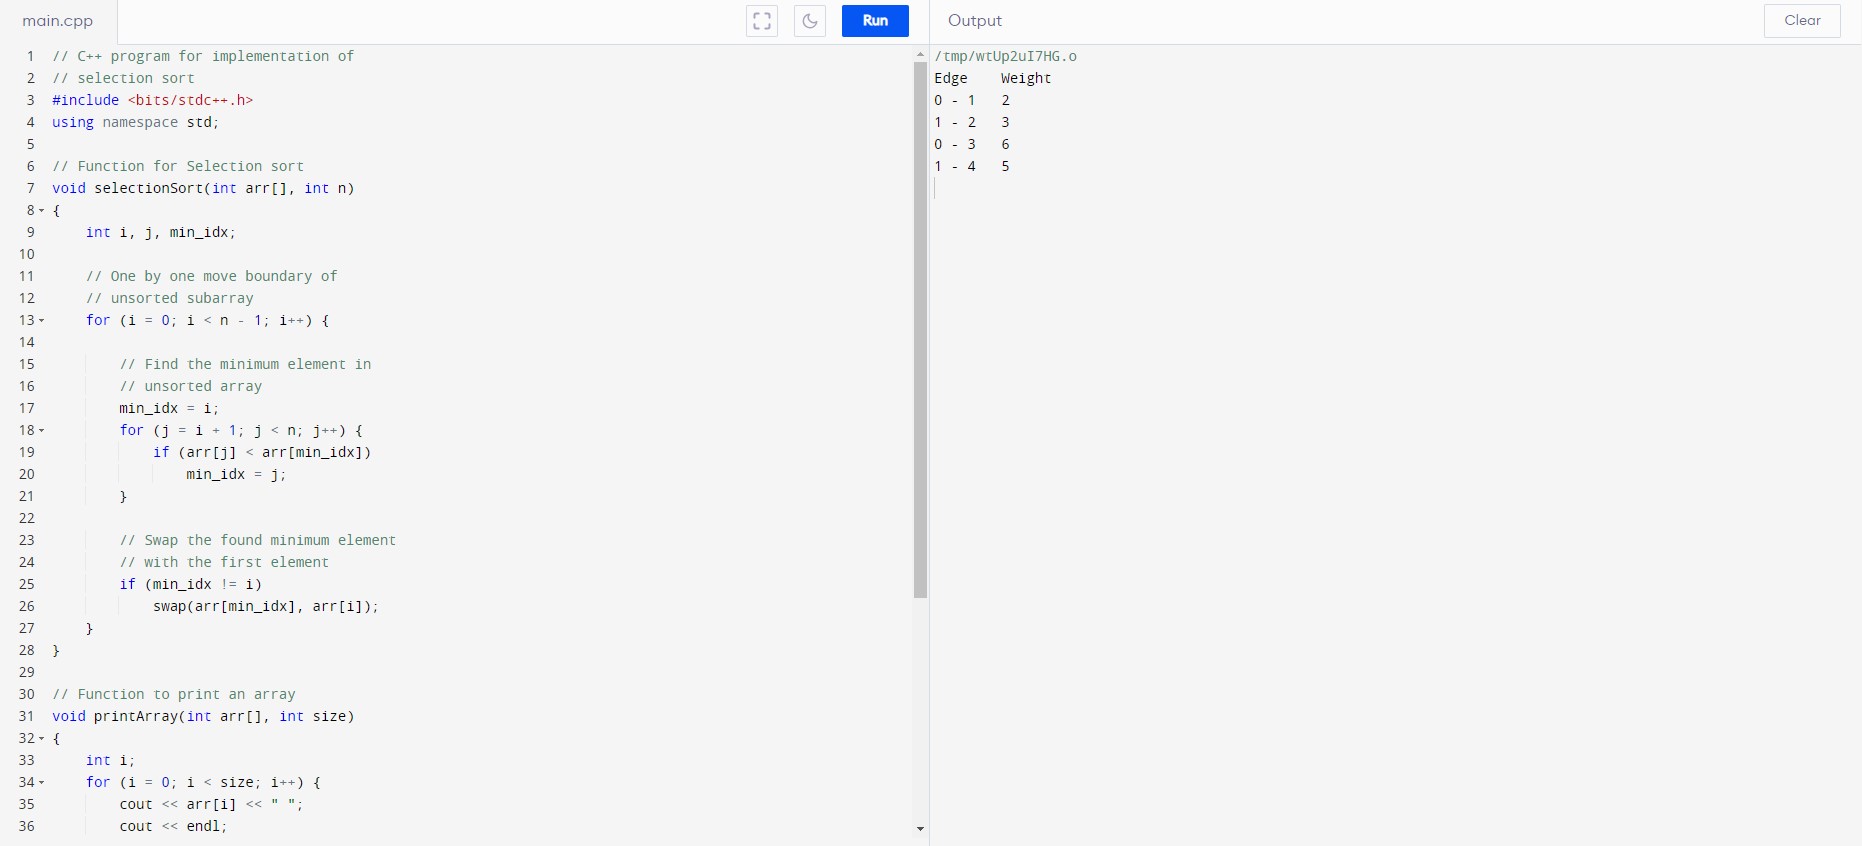 main.cpp
Run
Output
Clear
1 // C++ program for implementation of
2 // selection sort
3 #include <bits/stdc++.h>
4 using namespace std;
5
6 // Function for Selection sort
7 void selectionSort(int arr[], int n)
8 {
9     int i, j, min_idx;
10
11     // One by one move boundary of
12     // unsorted subarray
13     for (i = 0; i < n - 1; i++) {
14
15         // Find the minimum element in
16         // unsorted array
17         min_idx = i;
18         for (j = i + 1; j < n; j++) {
19             if (arr[j] < arr[min_idx])
20                 min_idx = j;
21         }
22
23         // Swap the found minimum element
24         // with the first element
25         if (min_idx != i)
26             swap(arr[min_idx], arr[i]);
27     }
28 }
29
30 // Function to print an array
31 void printArray(int arr[], int size)
32 {
33     int i;
34     for (i = 0; i < size; i++) {
35         cout << arr[i] << " ";
36         cout << endl;
/tmp/wtUp2uI7HG.o
Edge    Weight
0 - 1   2
1 - 2   3
0 - 3   6
1 - 4   5